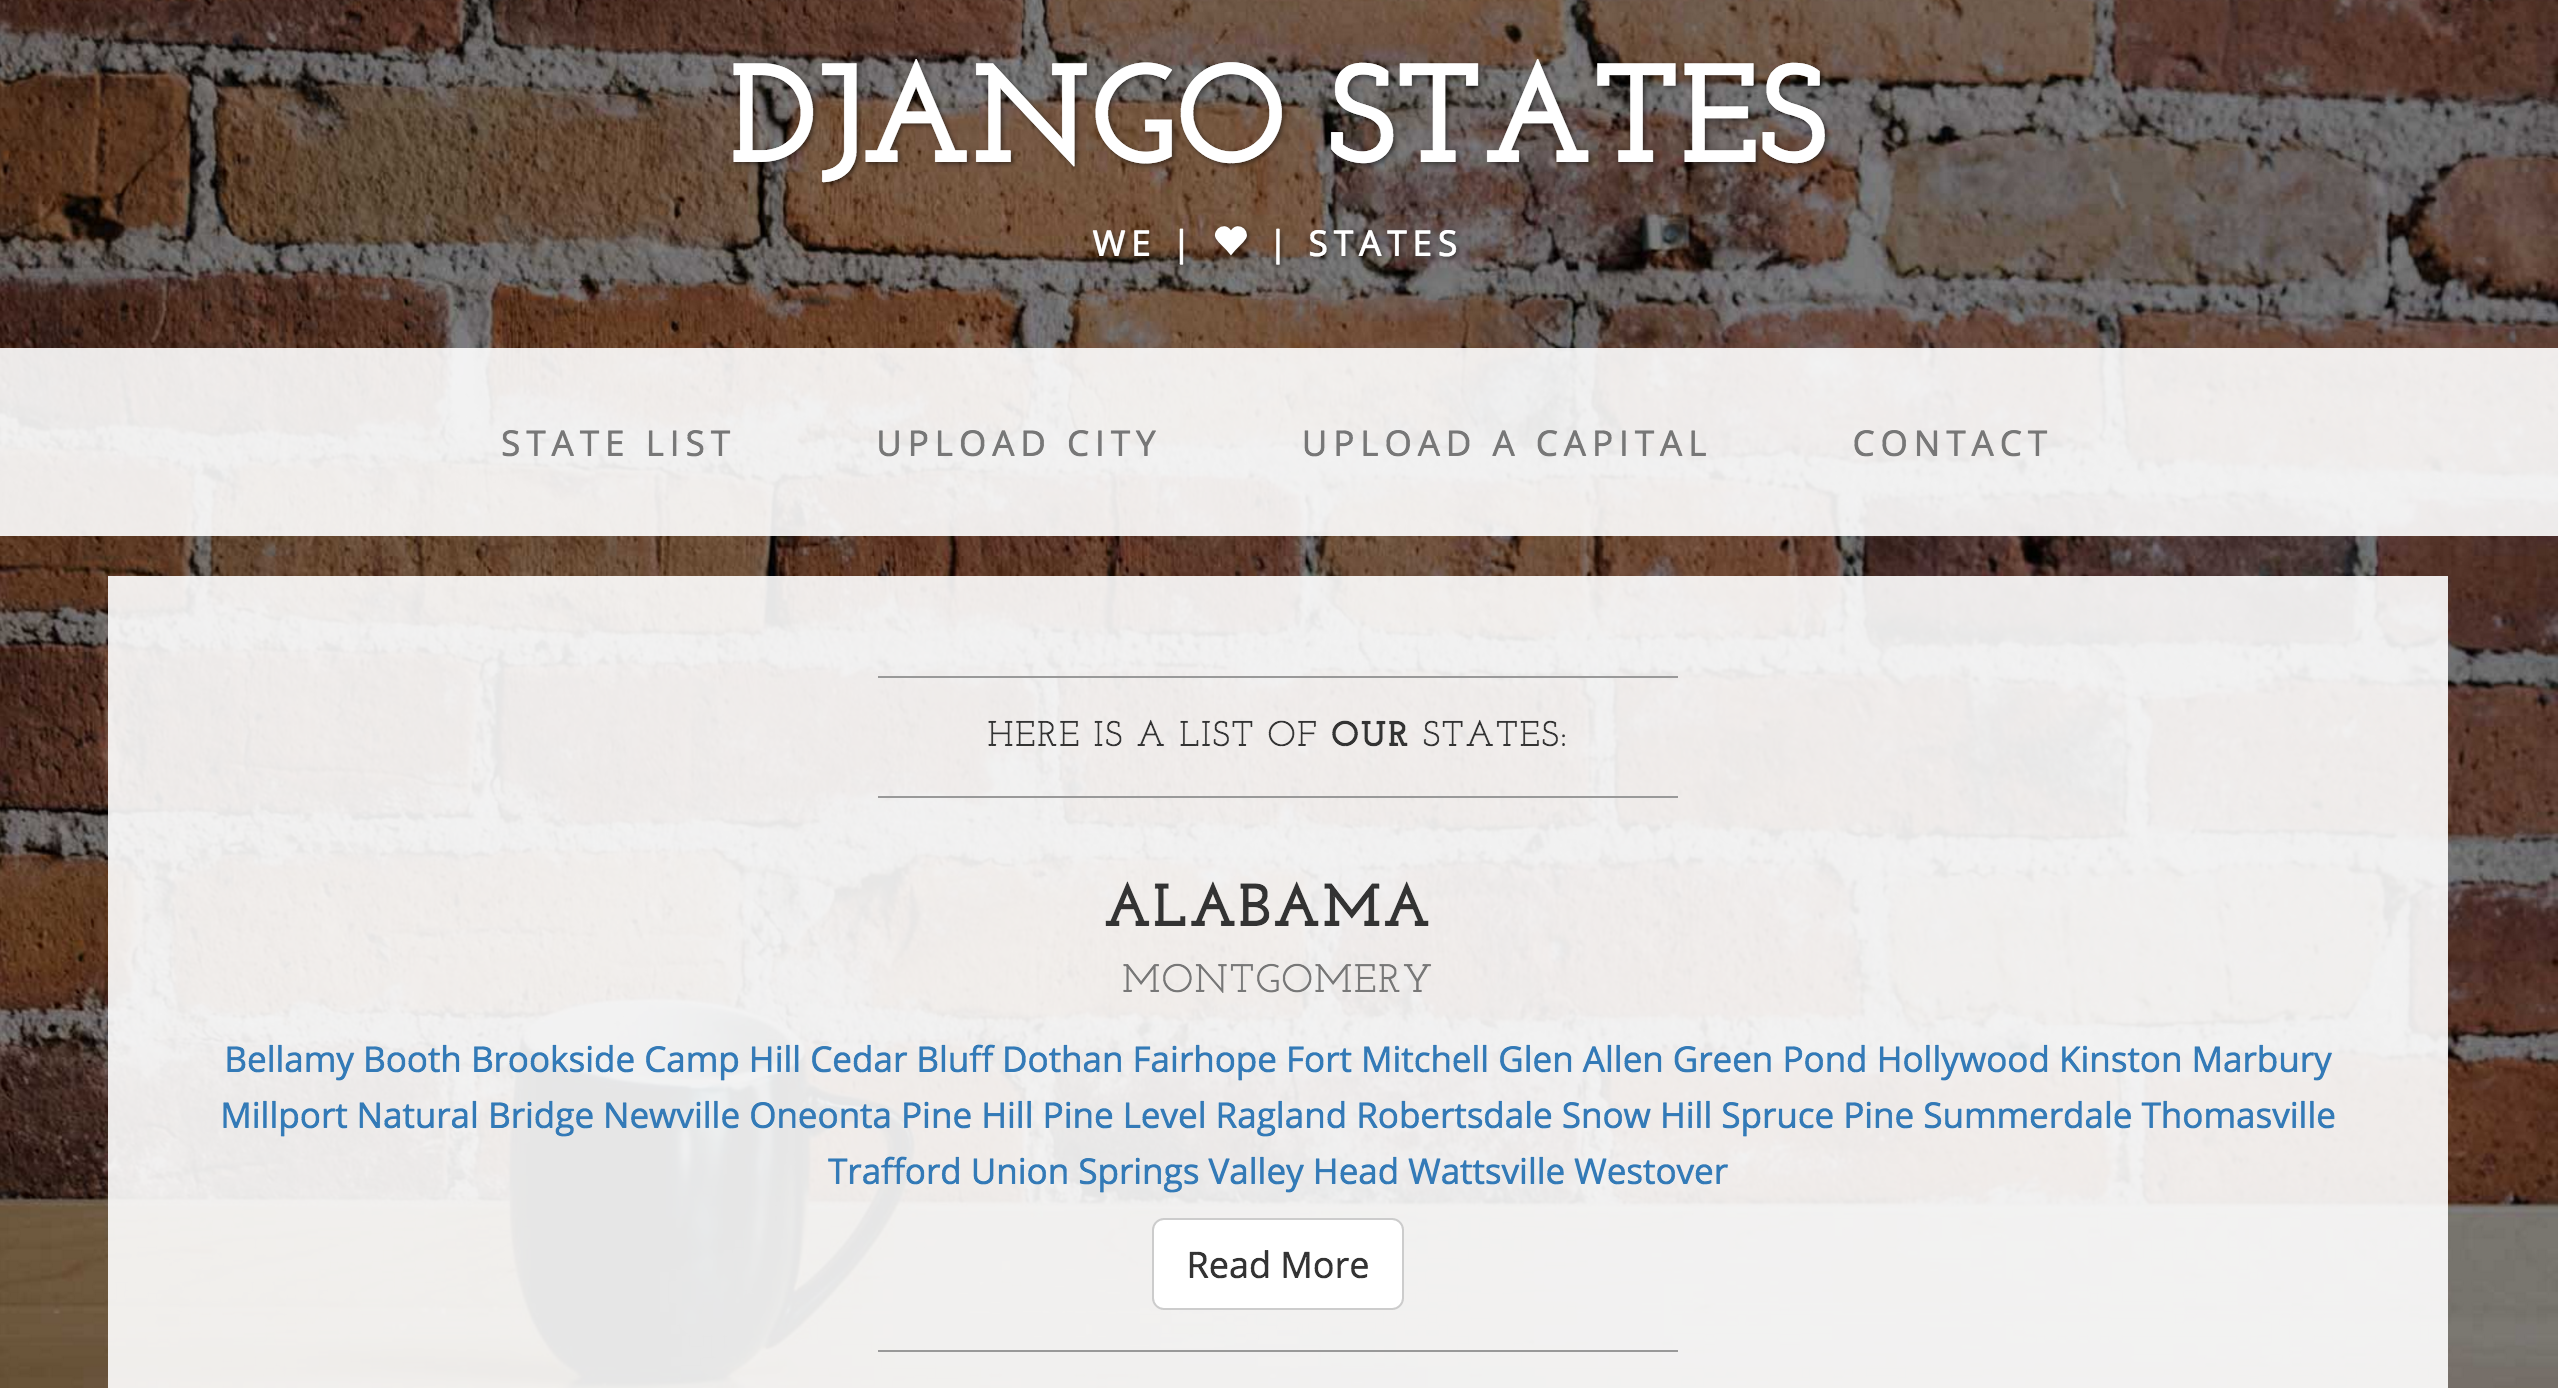 DJANGO STATES
WE | ♥ | STATES
STATE LIST UPLOAD CITY UPLOAD A CAPITAL CONTACT
HERE IS A LIST OF OUR STATES:
ALABAMA
MONTGOMERY
Bellamy Booth Brookside Camp Hill Cedar Bluff Dothan Fairhope Fort Mitchell Glen Allen Green Pond Hollywood Kinston Marbury
Millport Natural Bridge Newville Oneonta Pine Hill Pine Level Ragland Robertsdale Snow Hill Spruce Pine Summerdale Thomasville
Trafford Union Springs Valley Head Wattsville Westover
Read More